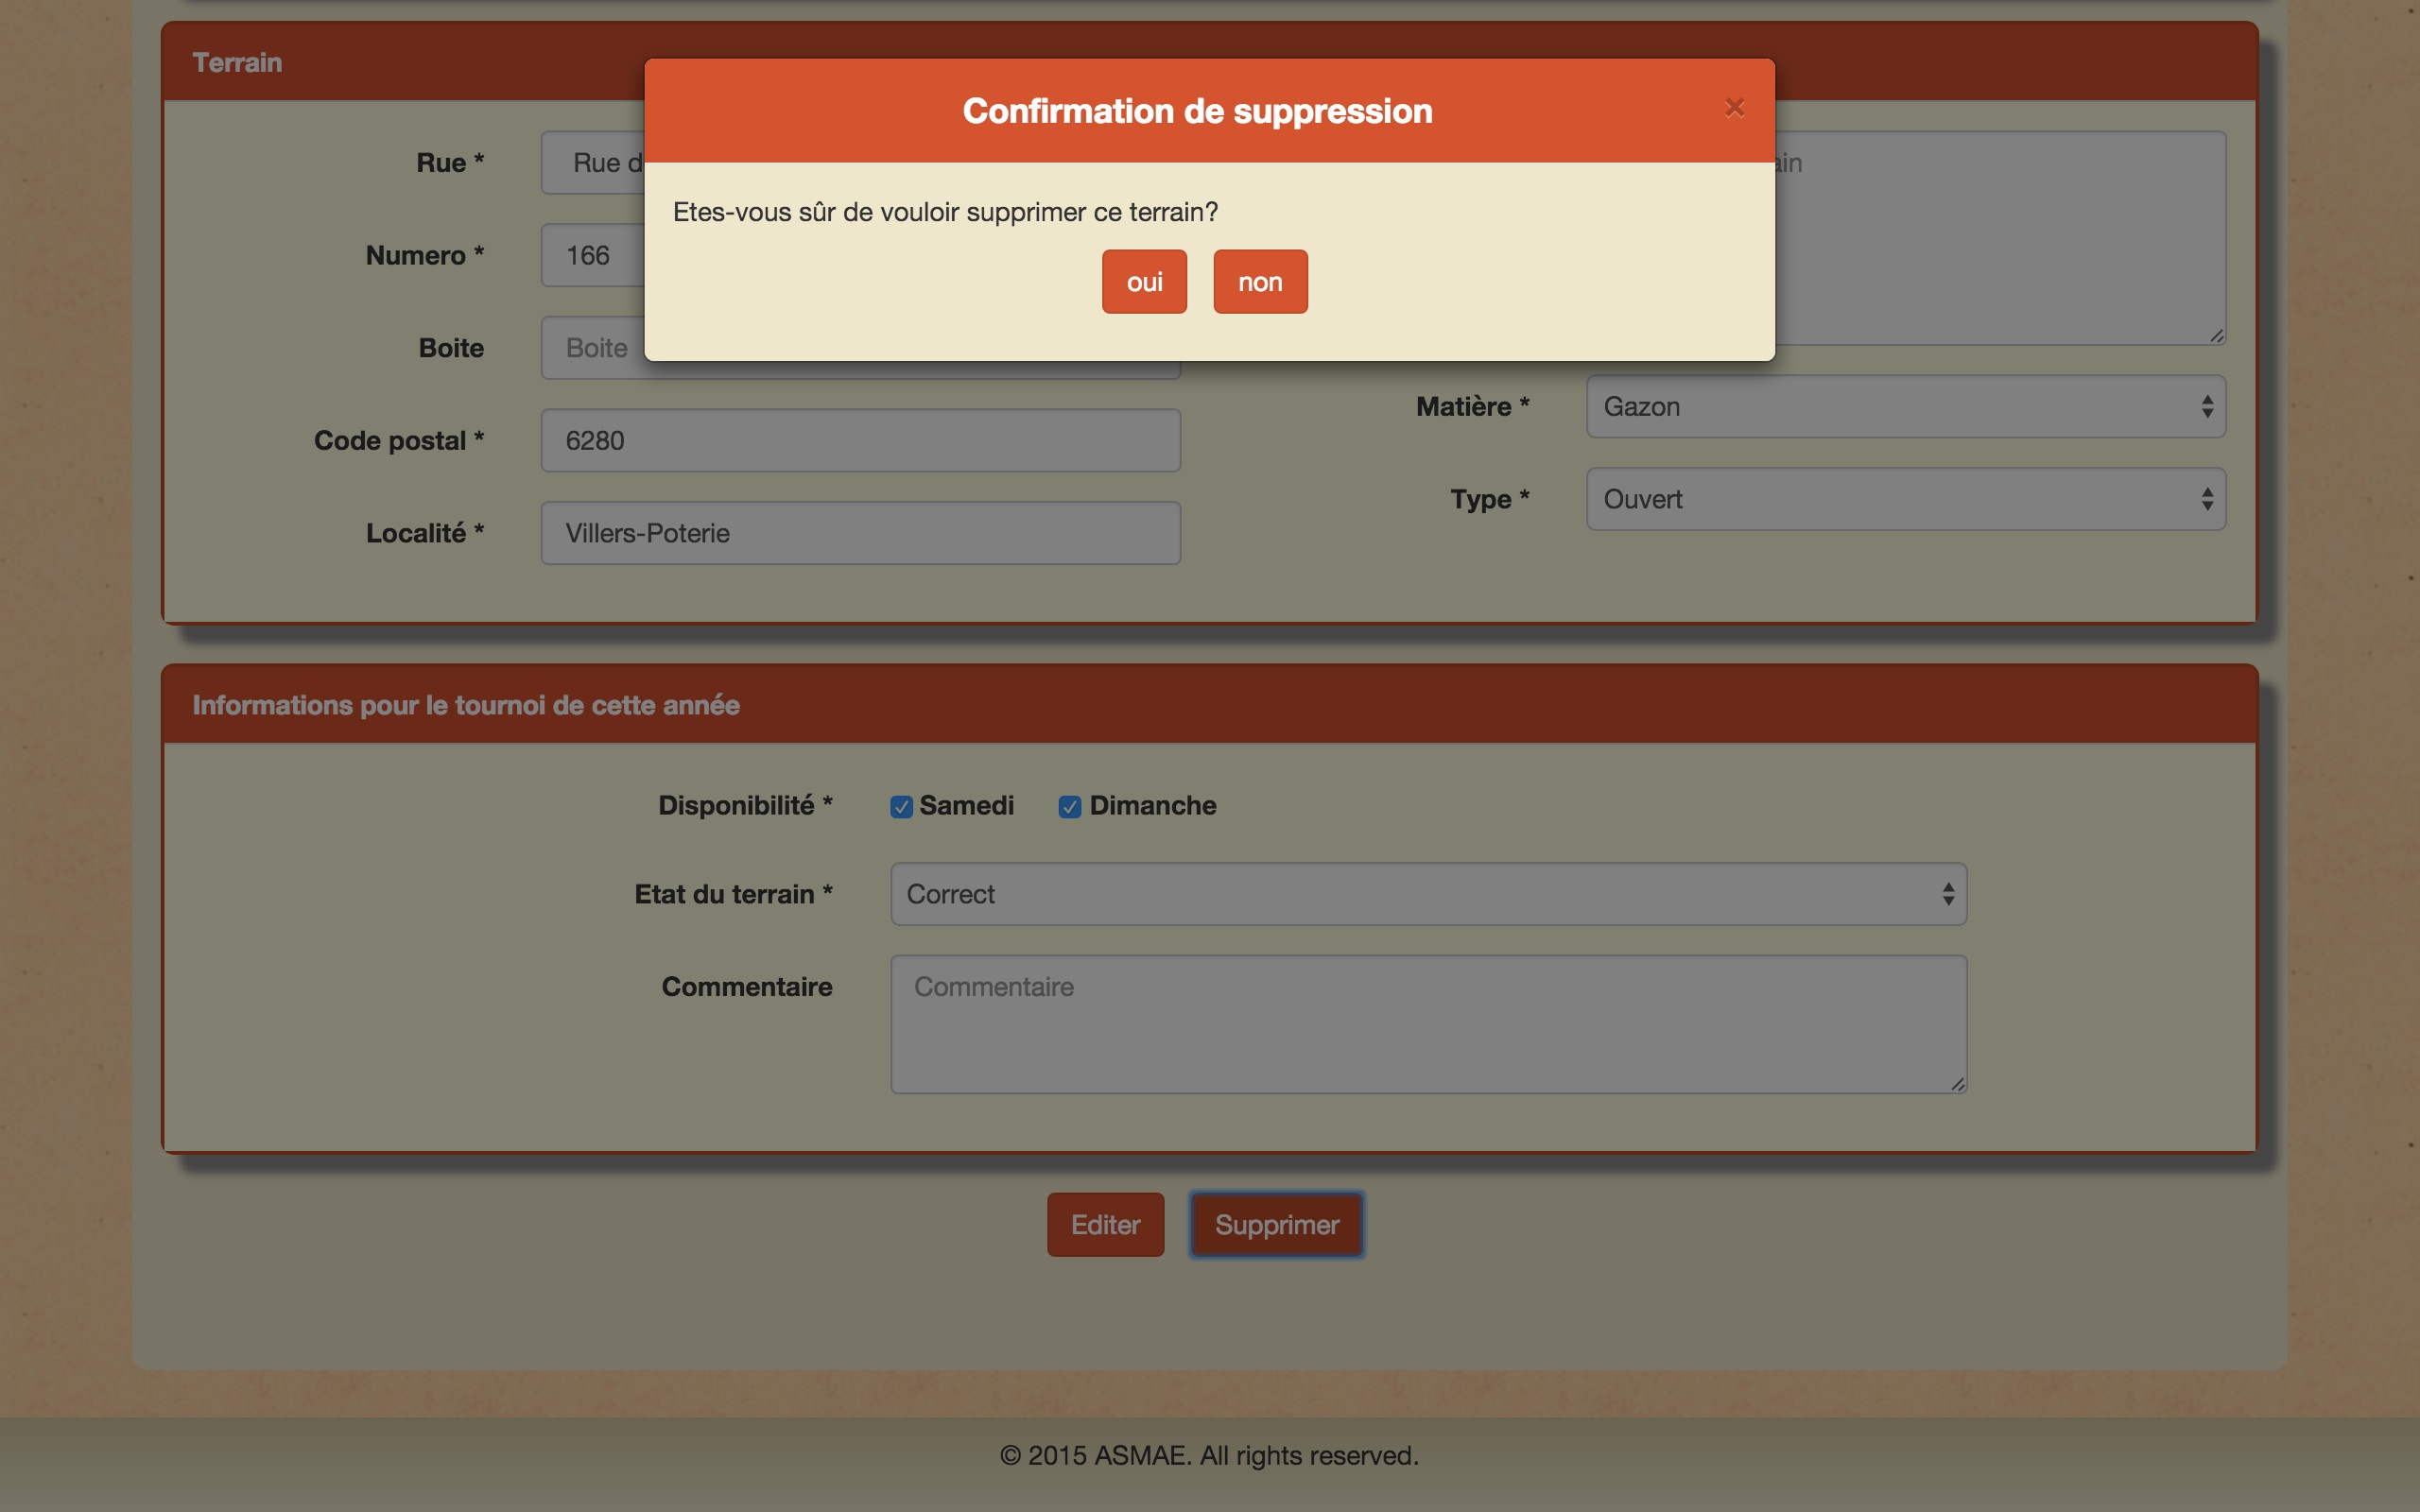 Terrain
Confirmation de suppression
×
Etes-vous sûr de vouloir supprimer ce terrain?
oui
non
Rue *
Rue
Numero *
166
Boite
Boite
Code postal *
6280
Localité *
Villers-Poterie
Matière *
Gazon
Type *
Ouvert
Informations pour le tournoi de cette année
Disponibilité *
Samedi
Dimanche
Etat du terrain *
Correct
Commentaire
Commentaire
Editer
Supprimer
© 2015 ASMAE. All rights reserved.